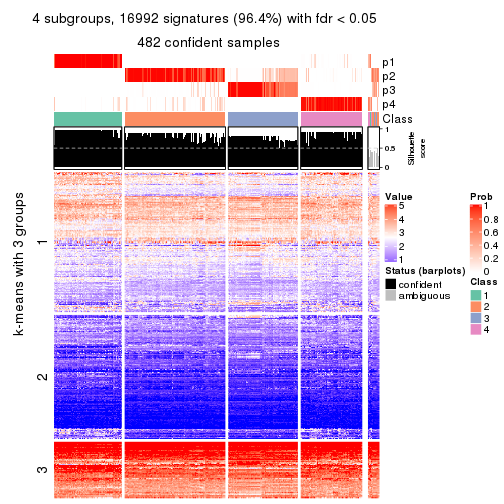 4 subgroups, 16992 signatures (96.4%) with fdr < 0.05
482 confident samples
p1
p2
p3
p4
Class
1
0.5
0
Silhouette
score
k-means with 3 groups
1
2
3
Value
5
4
3
2
1
Status (barplots)
confident
ambiguous
Prob
1
0.8
0.6
0.4
0.2
0
Class
1
2
3
4